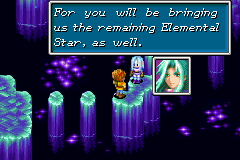 For you will be bringing
us the remaining Elemental
Star, as well.